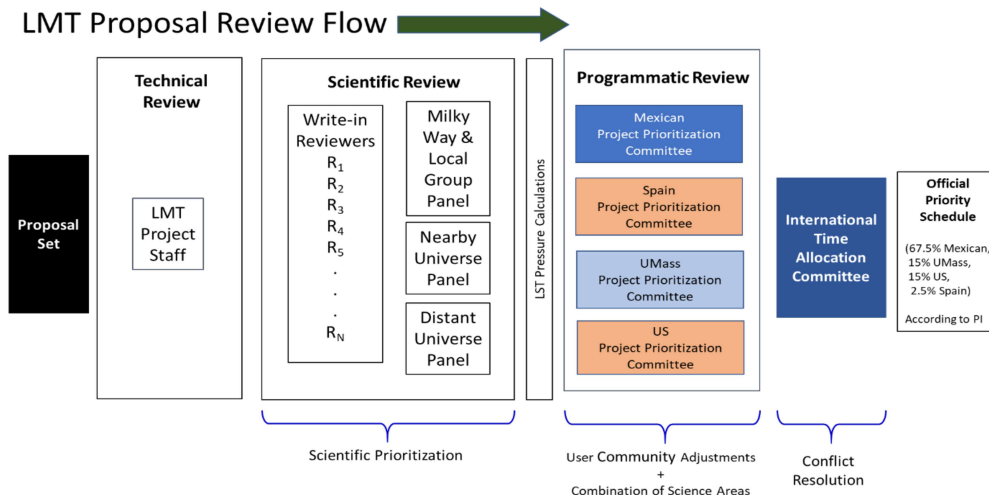 LMT Proposal Review Flow
Proposal
Set
Technical
Review
LMT
Project
Staff
Scientific Review
Write-in
Reviewers
R1
R2
R3
R4
R5
.
.
.
RN
Milky
Way &
Local
Group
Panel
Nearby
Universe
Panel
Distant
Universe
Panel
LST Pressure Calculations
Programmatic Review
Mexican
Project Prioritization
Committee
Spain
Project Prioritization
Committee
UMass
Project Prioritization
Committee
US
Project Prioritization
Committee
International
Time
Allocation
Committee
Official
Priority
Schedule
(67.5% Mexican,
15% UMass,
15% US,
2.5% Spain)
According to PI
Scientific Prioritization
User Community Adjustments
+
Combination of Science Areas
Conflict
Resolution